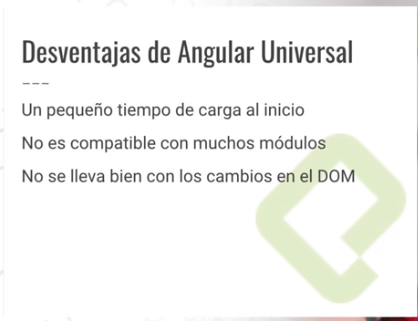 Desventajas de Angular Universal
---
Un pequeño tiempo de carga al inicio
No es compatible con muchos módulos
No se lleva bien con los cambios en el DOM